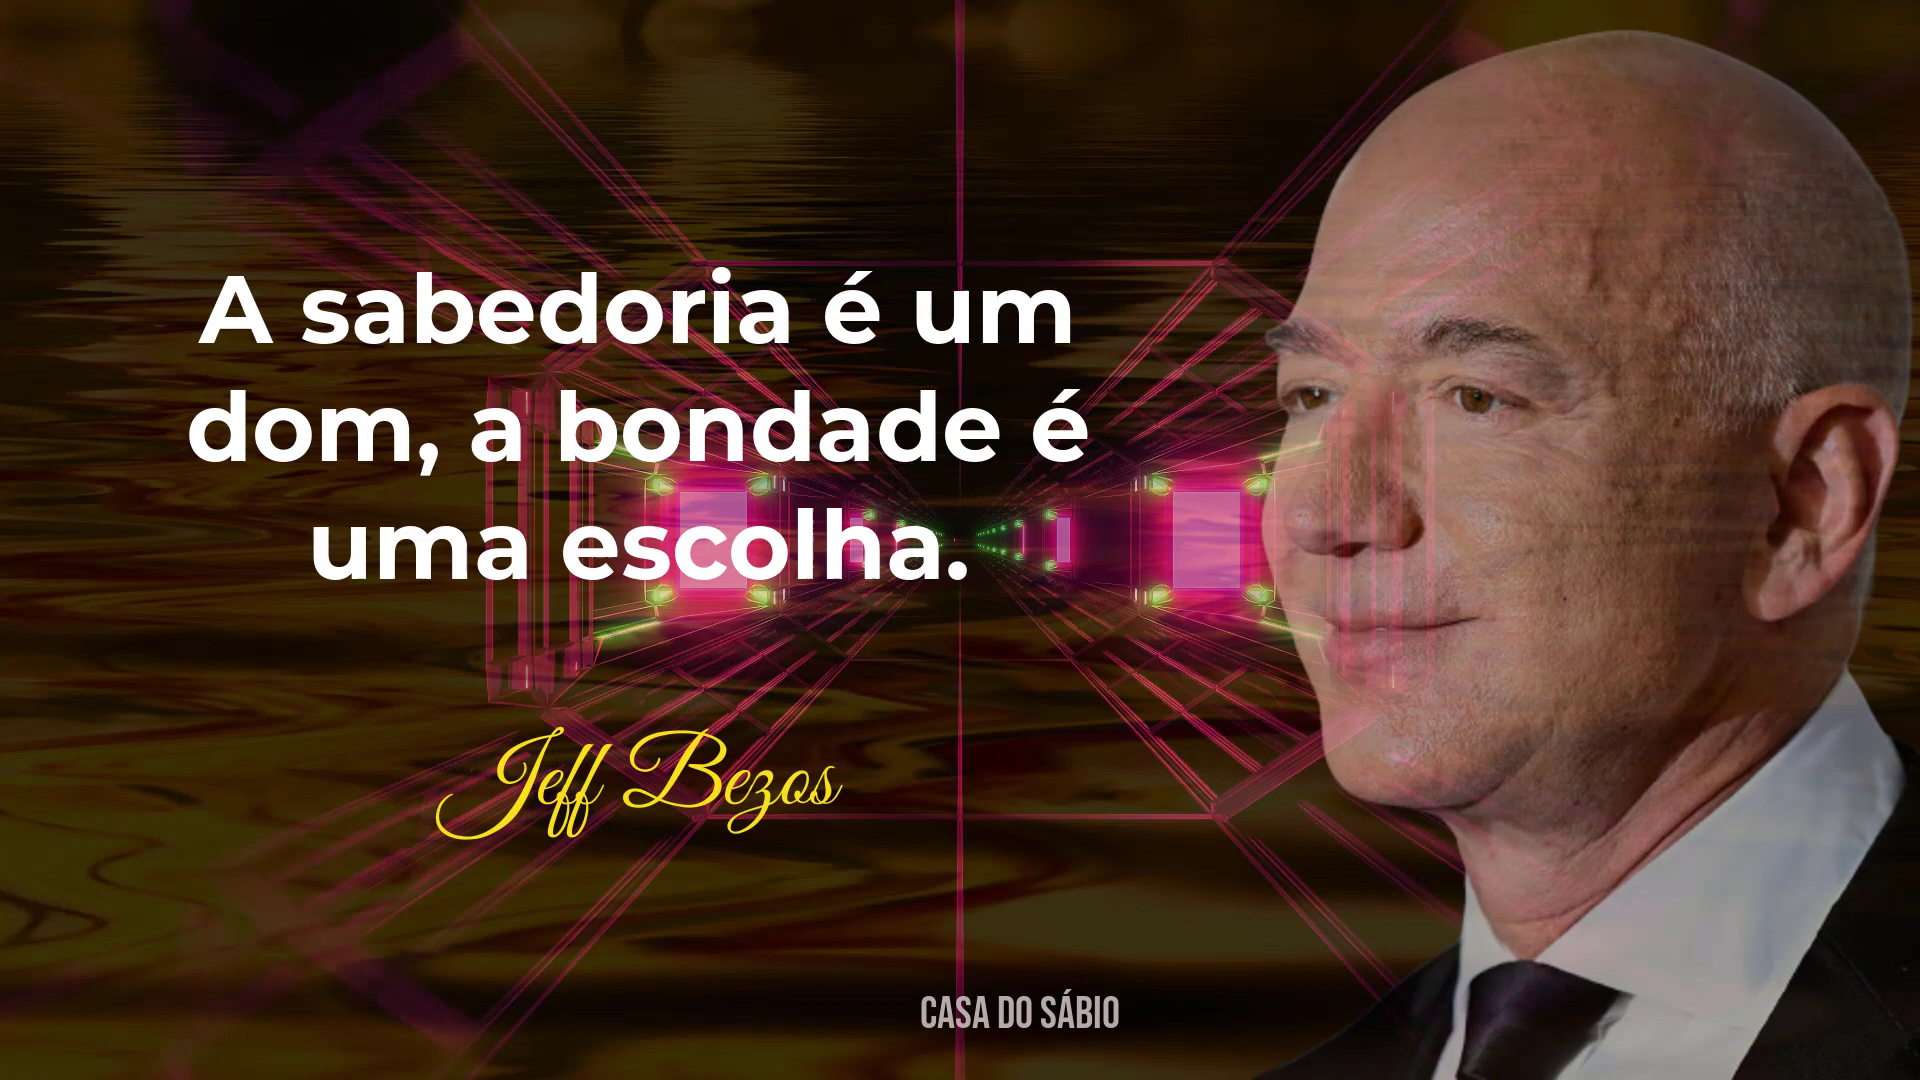 A sabedoria é um
dom, a bondade é
uma escolha.
Jeff Bezos
CASA DO SÁBIO